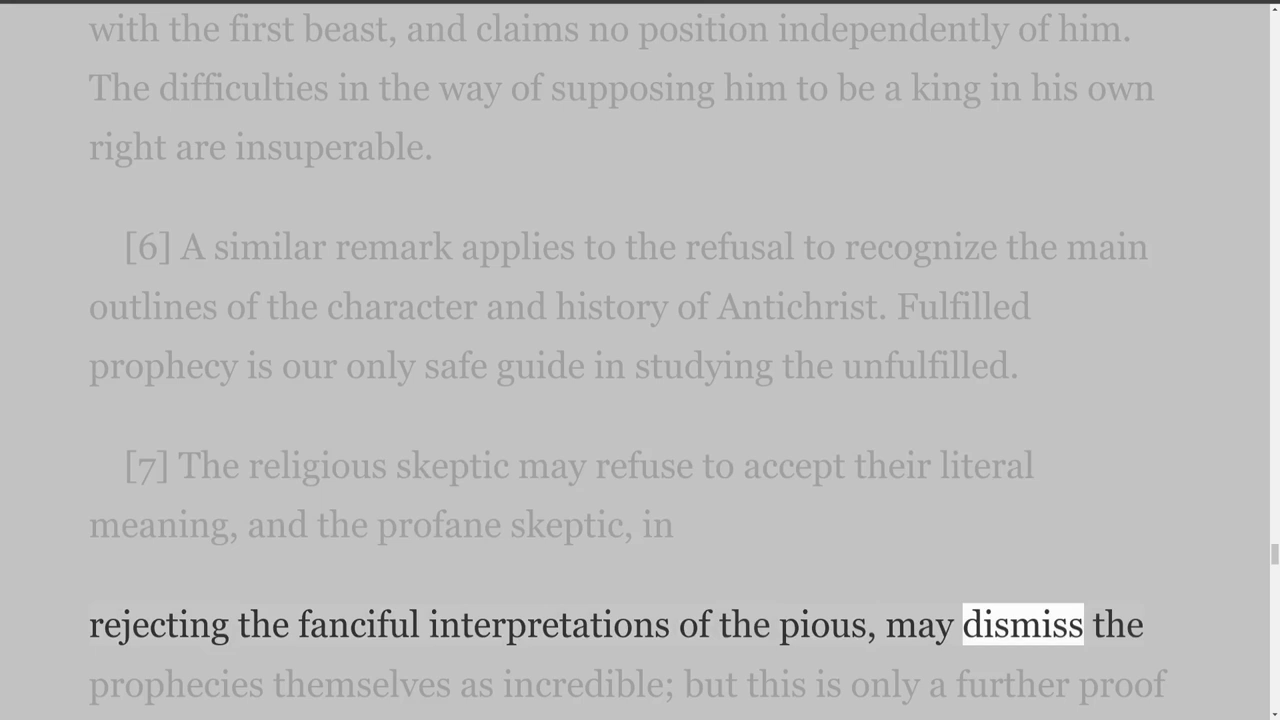 with the first beast, and claims no position independently of him.
The difficulties in the way of supposing him to be a king in his own
right are insuperable.
[6] A similar remark applies to the refusal to recognize the main
outlines of the character and history of Antichrist. Fulfilled
prophecy is our only safe guide in studying the unfulfilled.
[7] The religious skeptic may refuse to accept their literal
meaning, and the profane skeptic, in
rejecting the fanciful interpretations of the pious, may dismiss the
prophecies themselves as incredible; but this is only a further proof